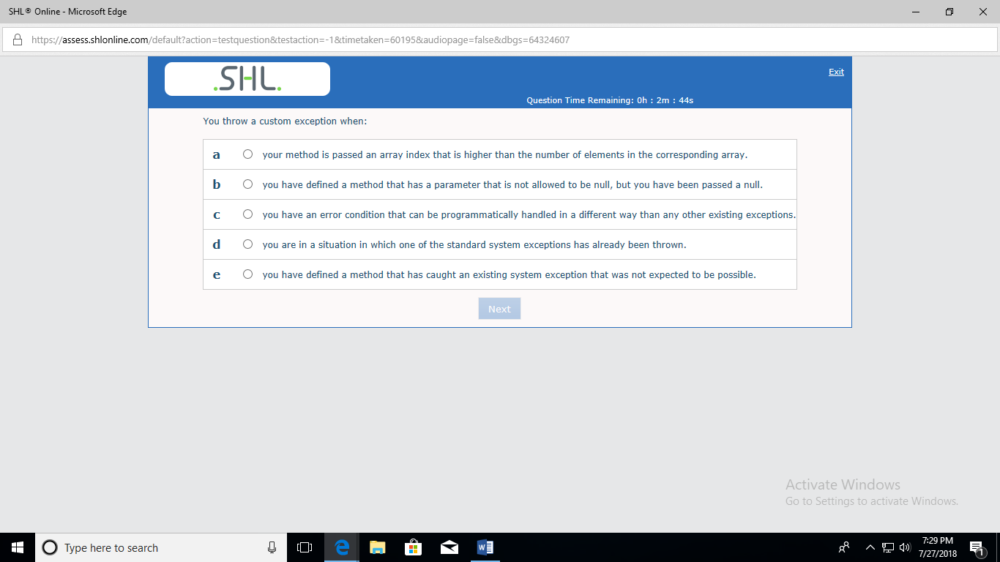 SHL® Online - Microsoft Edge
https://assess.shlonline.com/default?action=testquestion&testaction=-1&timetaken=60195&audiopage=false&dbgs=64324607
.SHL.
Exit
Question Time Remaining: 0h : 2m : 44s
You throw a custom exception when:
a your method is passed an array index that is higher than the number of elements in the corresponding array.
b you have defined a method that has a parameter that is not allowed to be null, but you have been passed a null.
c you have an error condition that can be programmatically handled in a different way than any other existing exceptions.
d you are in a situation in which one of the standard system exceptions has already been thrown.
e you have defined a method that has caught an existing system exception that was not expected to be possible.
Next
Activate Windows
Go to Settings to activate Windows.
Type here to search
7:29 PM
7/27/2018
1